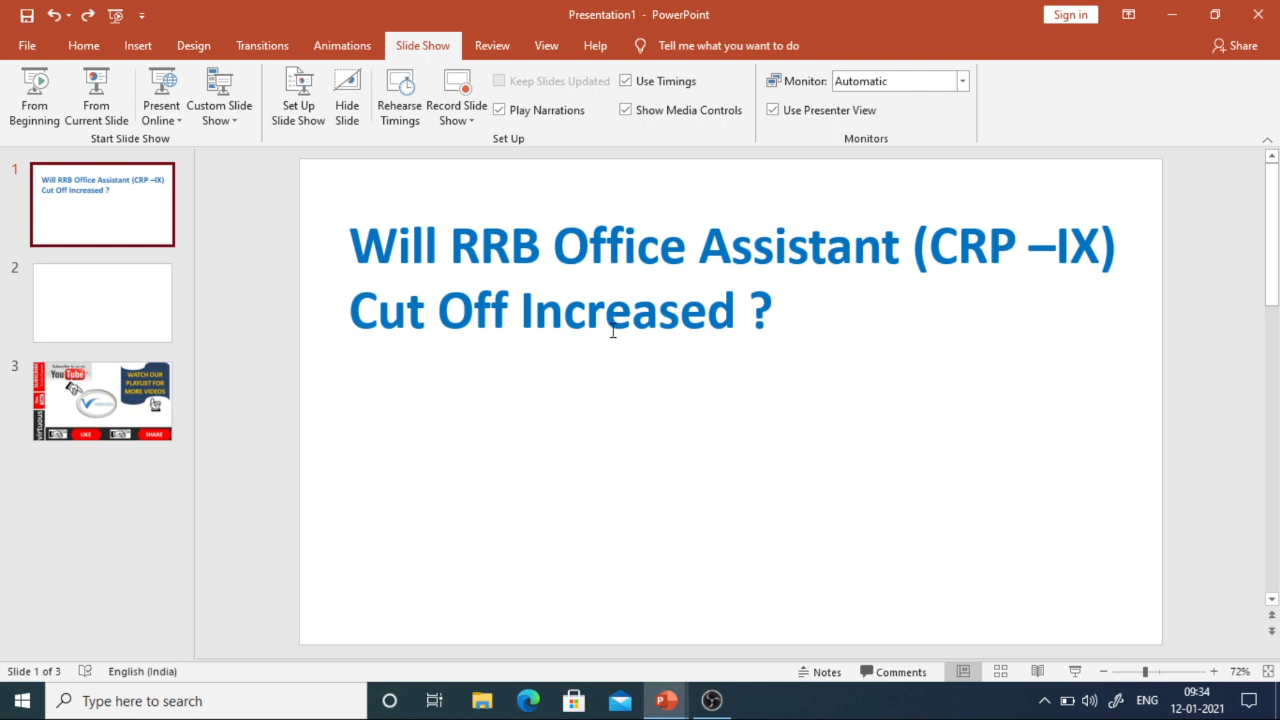 Presentation1 - PowerPoint
Sign in
File Home Insert Design Transitions Animations Slide Show Review View Help Tell me what you want to do Share
From Beginning
From Current Slide
Present Online
Custom Slide Show
Start Slide Show
Set Up Slide Show
Hide Slide
Rehearse Timings
Record Slide Show
Keep Slides Updated
Play Narrations
Use Timings
Show Media Controls
Set Up
Monitor: Automatic
Use Presenter View
Monitors
1
Will RRB Office Assistant (CRP –IX)
Cut Off Increased ?
2
3
YouTube
WATCH OUR
PLAYLIST FOR
MORE VIDEOS
virtuous
LIKE
SHARE
Will RRB Office Assistant (CRP –IX)
Cut Off Increased ?
Slide 1 of 3
English (India)
Notes
Comments
72%
Type here to search
ENG
09:34
12-01-2021